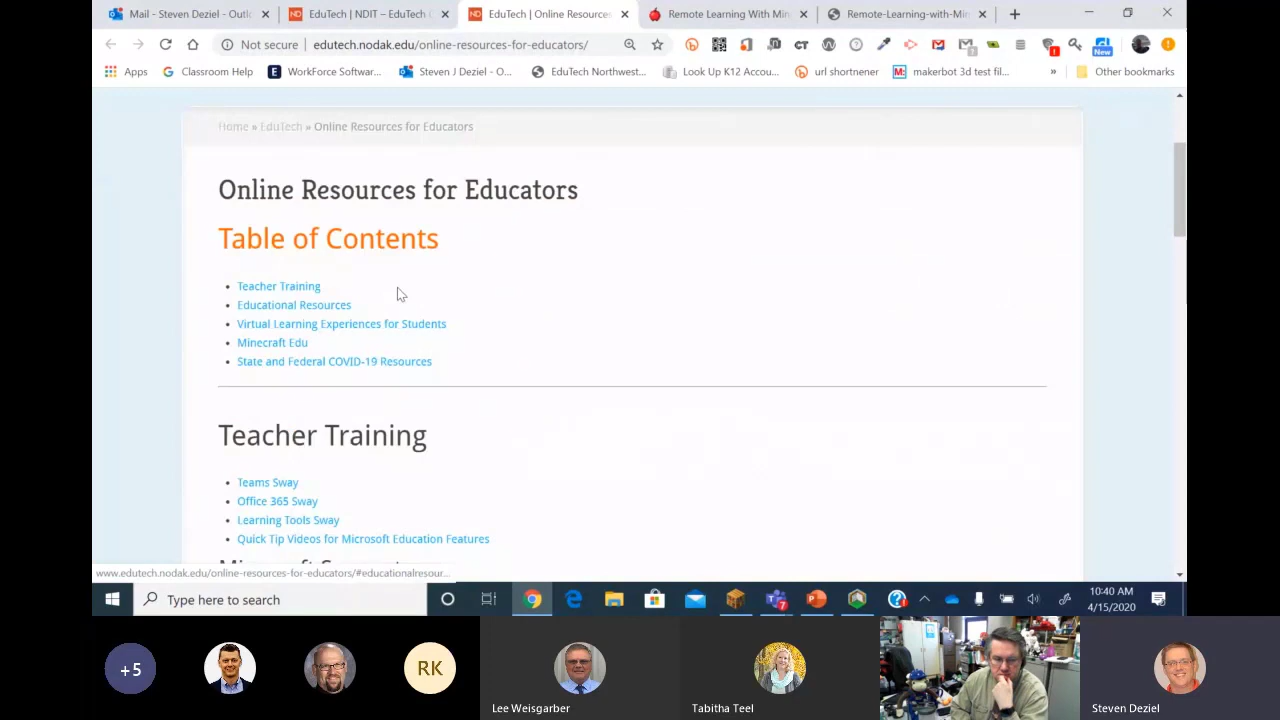 Mail - Steven Deziel - Outlo
EduTech | NDIT – EduTech (
EduTech | Online Resources
Remote Learning With Min
Remote-Learning-with-Min
Not secure | edutech.nodak.edu/online-resources-for-educators/
New
Apps
Classroom Help
WorkForce Softwar...
Steven J Deziel - O...
EduTech Northwest...
Look Up K12 Accou...
url shortnener
makerbot 3d test fil...
»
Other bookmarks
Home » EduTech » Online Resources for Educators
Online Resources for Educators
Table of Contents
• Teacher Training
• Educational Resources
• Virtual Learning Experiences for Students
• Minecraft Edu
• State and Federal COVID-19 Resources
Teacher Training
• Teams Sway
• Office 365 Sway
• Learning Tools Sway
• Quick Tip Videos for Microsoft Education Features
www.edutech.nodak.edu/online-resources-for-educators/#educationalresour...
Type here to search
10:40 AM
4/15/2020
+5
RK
Lee Weisgarber
Tabitha Teel
Steven Deziel